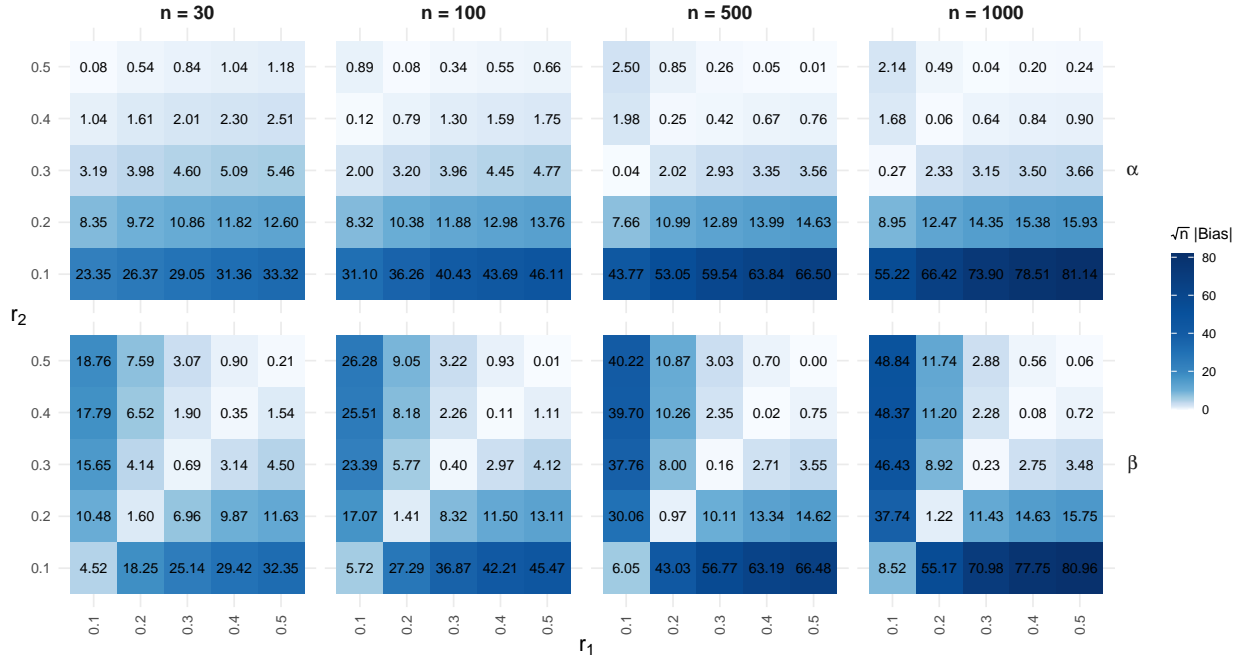 n = 30 n = 100 n = 500 n = 1000
0.5 0.08 0.54 0.84 1.04 1.18 0.89 0.08 0.34 0.55 0.66 2.50 0.85 0.26 0.05 0.01 2.14 0.49 0.04 0.20 0.24
0.4 1.04 1.61 2.01 2.30 2.51 0.12 0.79 1.30 1.59 1.75 1.98 0.25 0.42 0.67 0.76 1.68 0.06 0.64 0.84 0.90
0.3 3.19 3.98 4.60 5.09 5.46 2.00 3.20 3.96 4.45 4.77 0.04 2.02 2.93 3.35 3.56 0.27 2.33 3.15 3.50 3.66 α
0.2 8.35 9.72 10.86 11.82 12.60 8.32 10.38 11.88 12.98 13.76 7.66 10.99 12.89 13.99 14.63 8.95 12.47 14.35 15.38 15.93
0.1 23.35 26.37 29.05 31.36 33.32 31.10 36.26 40.43 43.69 46.11 43.77 53.05 59.54 63.84 66.50 55.22 66.42 73.90 78.51 81.14
r₂
0.5 18.76 7.59 3.07 0.90 0.21 26.28 9.05 3.22 0.93 0.01 40.22 10.87 3.03 0.70 0.00 48.84 11.74 2.88 0.56 0.06
0.4 17.79 6.52 1.90 0.35 1.54 25.51 8.18 2.26 0.11 1.11 39.70 10.26 2.35 0.02 0.75 48.37 11.20 2.28 0.08 0.72
0.3 15.65 4.14 0.69 3.14 4.50 23.39 5.77 0.40 2.97 4.12 37.76 8.00 0.16 2.71 3.55 46.43 8.92 0.23 2.75 3.48 β
0.2 10.48 1.60 6.96 9.87 11.63 17.07 1.41 8.32 11.50 13.11 30.06 0.97 10.11 13.34 14.62 37.74 1.22 11.43 14.63 15.75
0.1 4.52 18.25 25.14 29.42 32.35 5.72 27.29 36.87 42.21 45.47 6.05 43.03 56.77 63.19 66.48 8.52 55.17 70.98 77.75 80.96
0.1 0.2 0.3 0.4 0.5 0.1 0.2 0.3 0.4 0.5 0.1 0.2 0.3 0.4 0.5 0.1 0.2 0.3 0.4 0.5
r₁
√n |Bias|
80
60
40
20
0